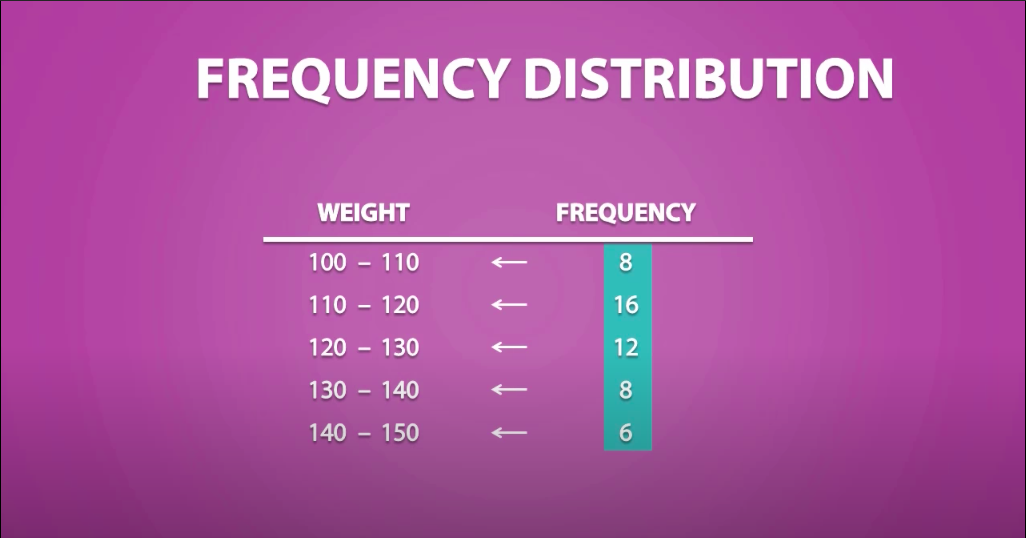 FREQUENCY DISTRIBUTION
WEIGHT FREQUENCY
100 – 110 ← 8
110 – 120 ← 16
120 – 130 ← 12
130 – 140 ← 8
140 – 150 ← 6